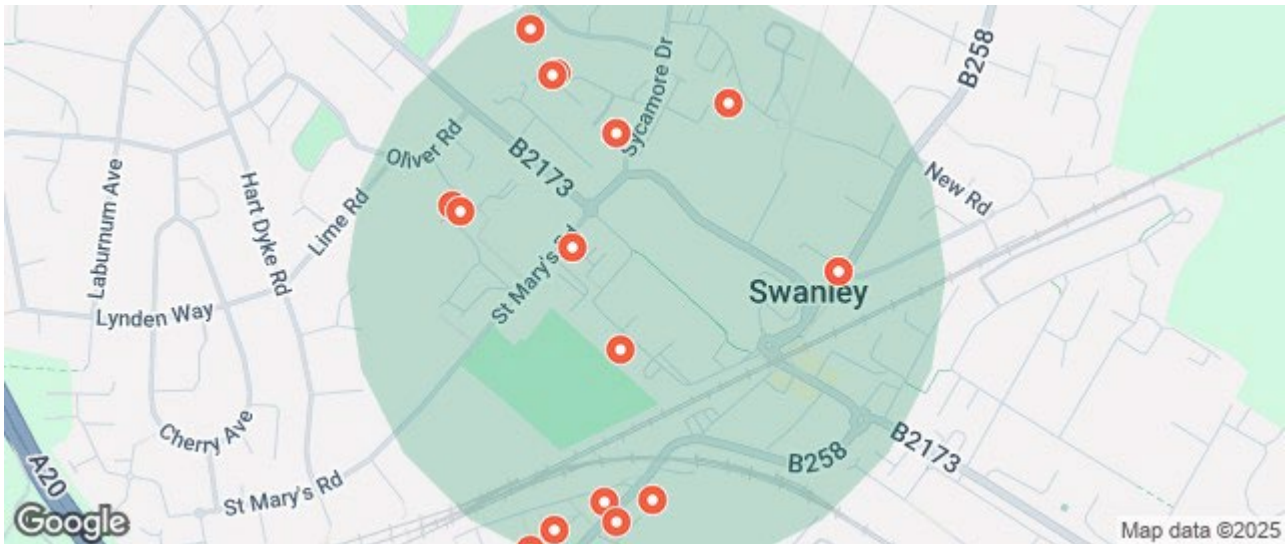 B258
Sycamore Dr
Oliver Rd
B2173
New Rd
Laburnum Ave
Hart Dyke Rd
Lime Rd
St Mary's Rd
Swanley
Lynden Way
Cherry Ave
B258
B2173
A20
St Mary's Rd
Google
Map data ©2025